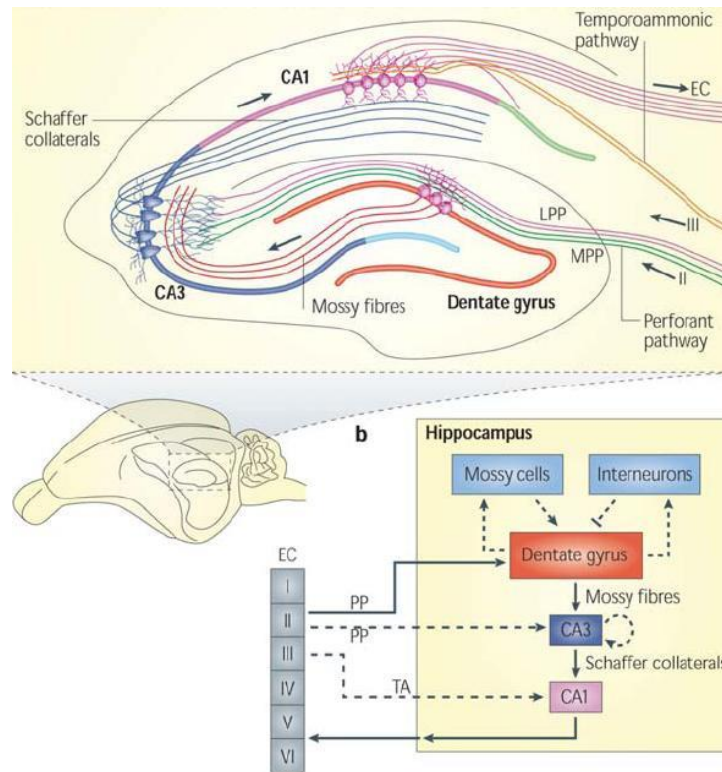 Temporoammonic
pathway
CA1
EC
Schaffer
collaterals
LPP
III
MPP
II
CA3
Mossy fibres
Dentate gyrus
Perforant
pathway
b
Hippocampus
Mossy cells
Interneurons
EC
Dentate gyrus
I
PP
Mossy fibres
II
PP
CA3
III
Schaffer collaterals
IV
TA
CA1
V
VI